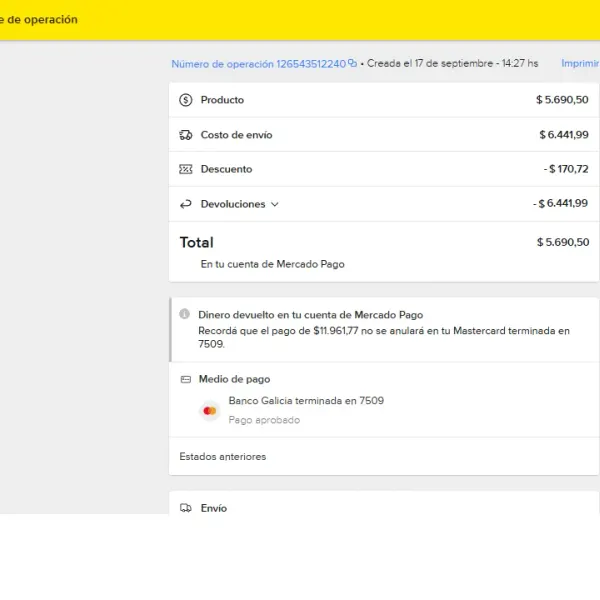 e de operación
Número de operación 126543512240 • Creada el 17 de septiembre - 14:27 hs Imprimir
Producto $ 5.690,50
Costo de envío $ 6.441,99
Descuento - $ 170,72
Devoluciones - $ 6.441,99
Total $ 5.690,50
En tu cuenta de Mercado Pago
Dinero devuelto en tu cuenta de Mercado Pago
Recordá que el pago de $11.961,77 no se anulará en tu Mastercard terminada en
7509.
Medio de pago
Banco Galicia terminada en 7509
Pago aprobado
Estados anteriores
Envío